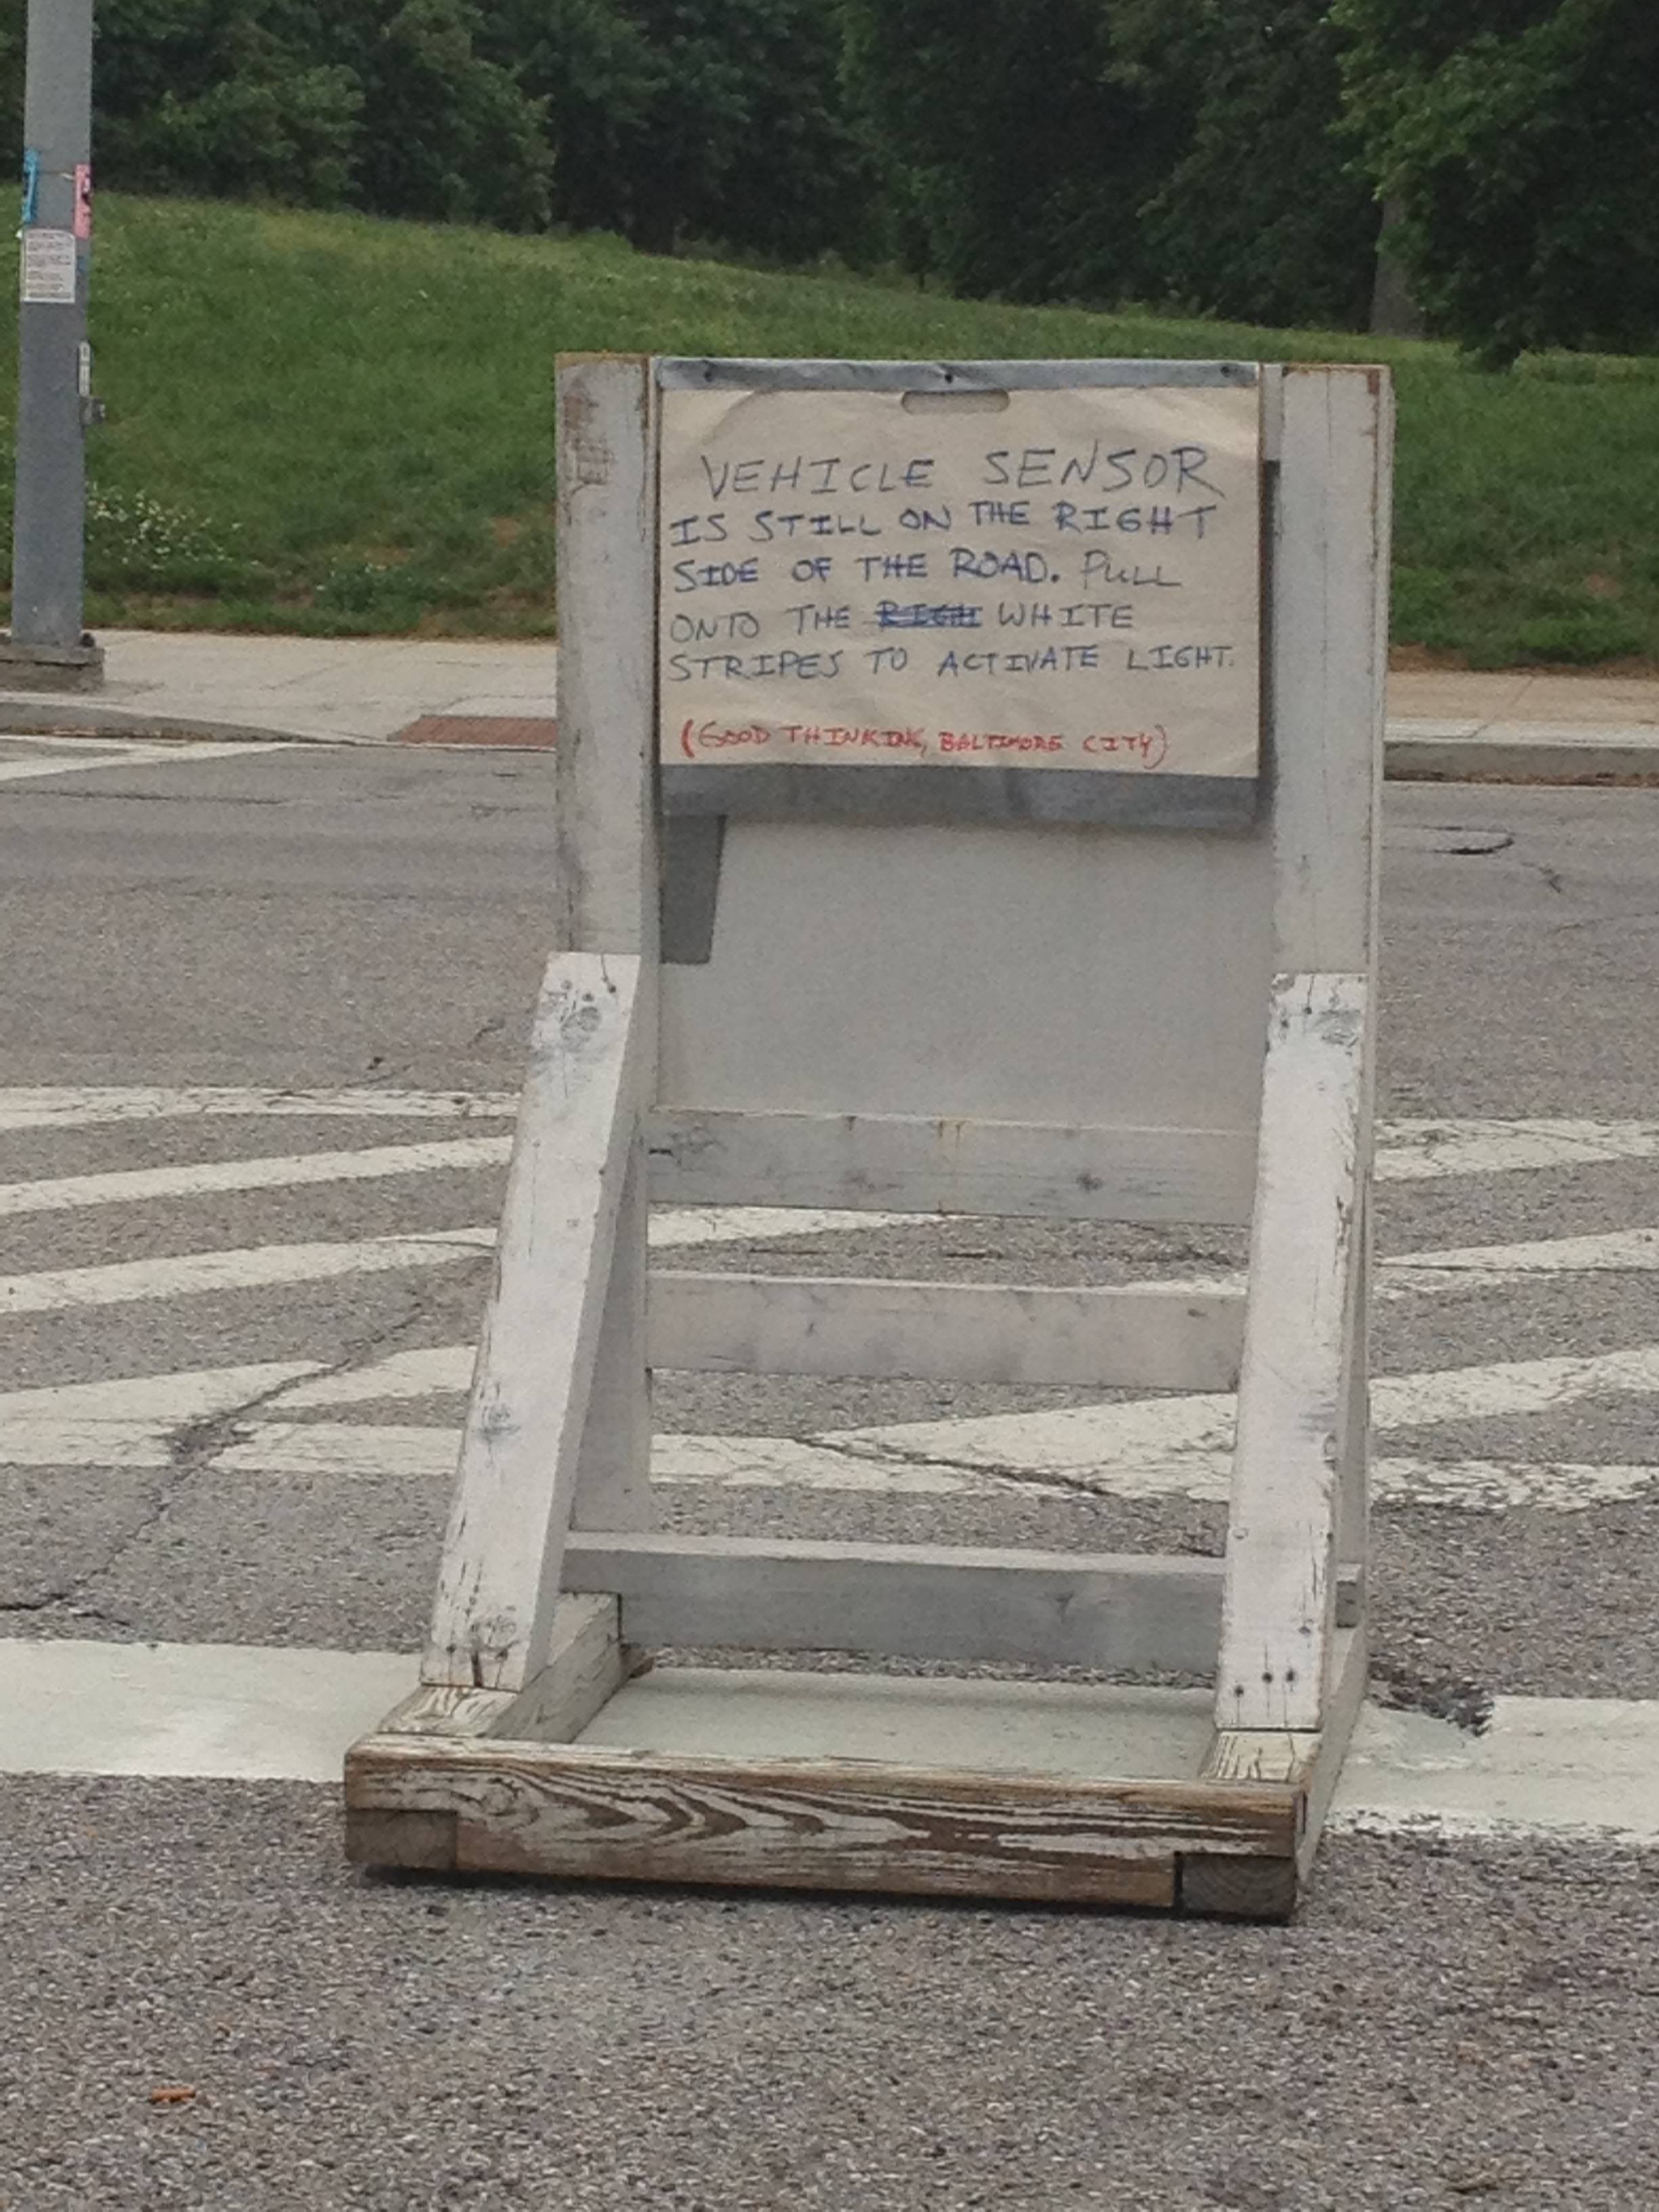 VEHICLE SENSOR
IS STILL ON THE RIGHT
SIDE OF THE ROAD. PULL
ONTO THE RIGH WHITE
STRIPES TO ACTIVATE LIGHT.
(GOOD THINKING, BALTIMORE CITY)